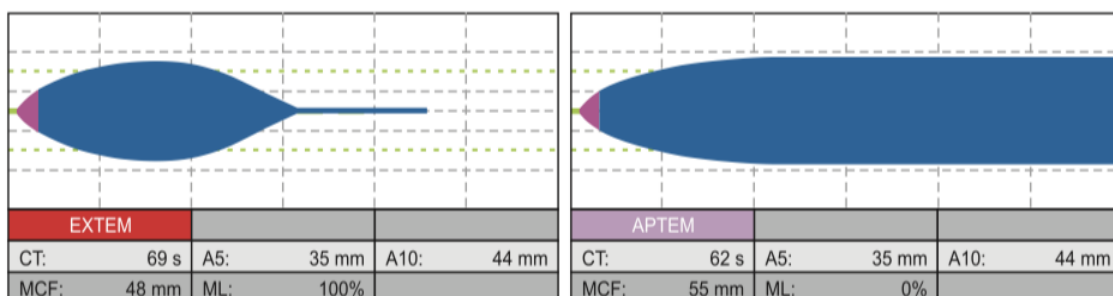 EXTEM
CT: 69 s A5: 35 mm A10: 44 mm
MCF: 48 mm ML: 100%
APTEM
CT: 62 s A5: 35 mm A10: 44 mm
MCF: 55 mm ML: 0%